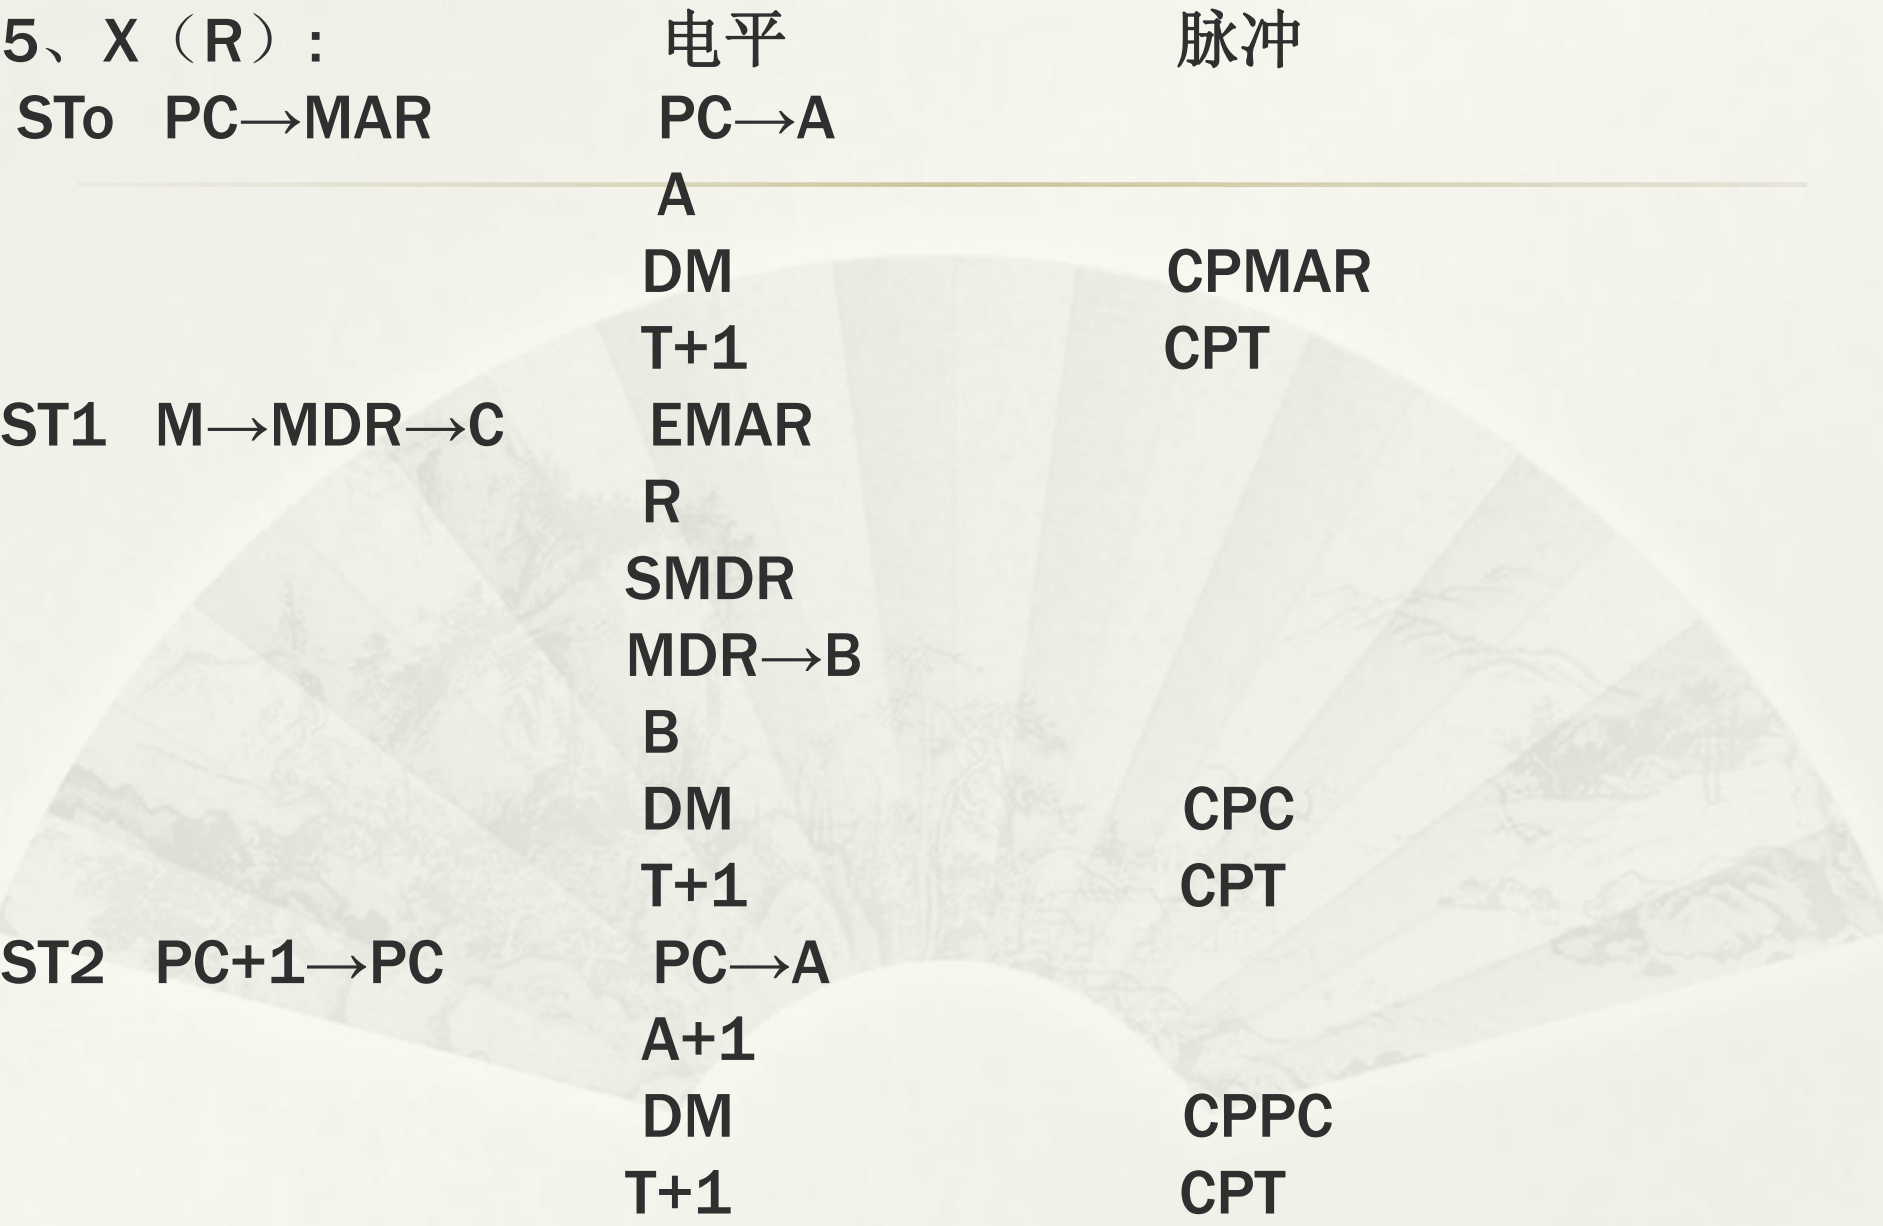 5、X（R）: 电平 脉冲
STo PC→MAR PC→A
A
DM CPMAR
T+1 CPT
ST1 M→MDR→C EMAR
R
SMDR
MDR→B
B
DM CPC
T+1 CPT
ST2 PC+1→PC PC→A
A+1
DM CPPC
T+1 CPT